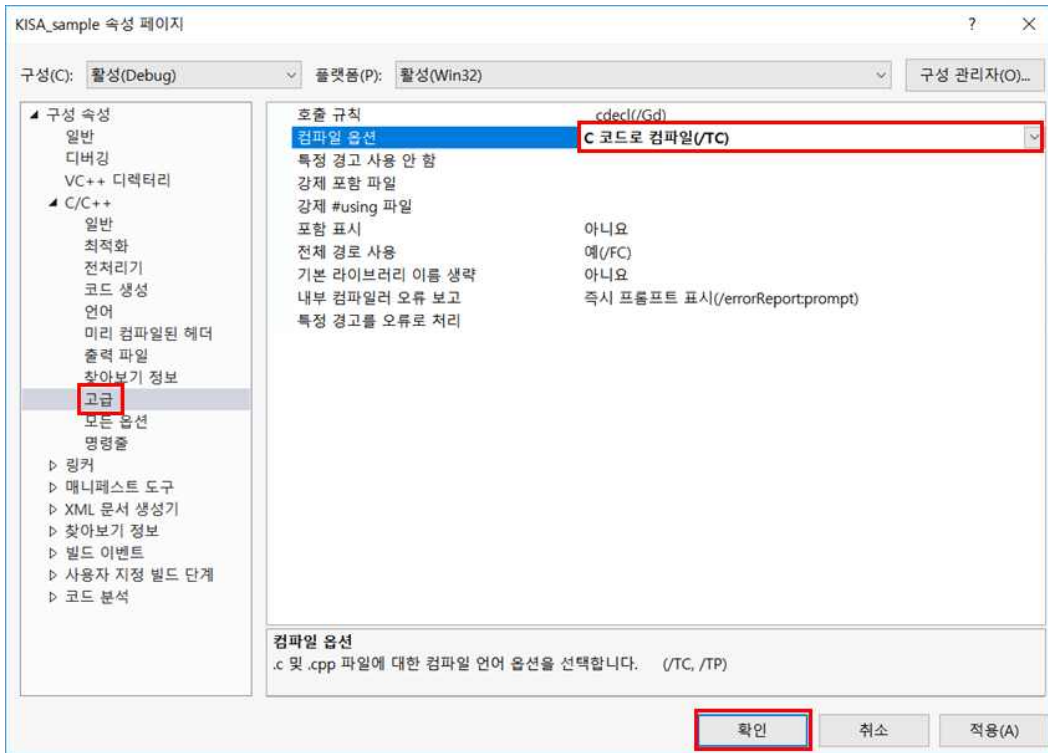 KISA_sample 속성 페이지 ? ×
구성(C): 활성(Debug) 플랫폼(P): 활성(Win32) 구성 관리자(O)...
구성 속성
일반
디버깅
VC++ 디렉터리
C/C++
일반
최적화
전처리기
코드 생성
언어
미리 컴파일된 헤더
출력 파일
찾아보기 정보
고급
모든 옵션
명령줄
링커
매니페스트 도구
XML 문서 생성기
찾아보기 정보
빌드 이벤트
사용자 지정 빌드 단계
코드 분석
호출 규칙 __cdecl(/Gd)
컴파일 옵션 C 코드로 컴파일(/TC)
특정 경고 사용 안 함
강제 포함 파일
강제 #using 파일
포함 표시 아니요
전체 경로 사용 예(/FC)
기본 라이브러리 이름 생략 아니요
내부 컴파일러 오류 보고 즉시 프롬프트 표시(/errorReport:prompt)
특정 경고를 오류로 처리
컴파일 옵션
.c 및 .cpp 파일에 대한 컴파일 언어 옵션을 선택합니다. (/TC, /TP)
확인 취소 적용(A)